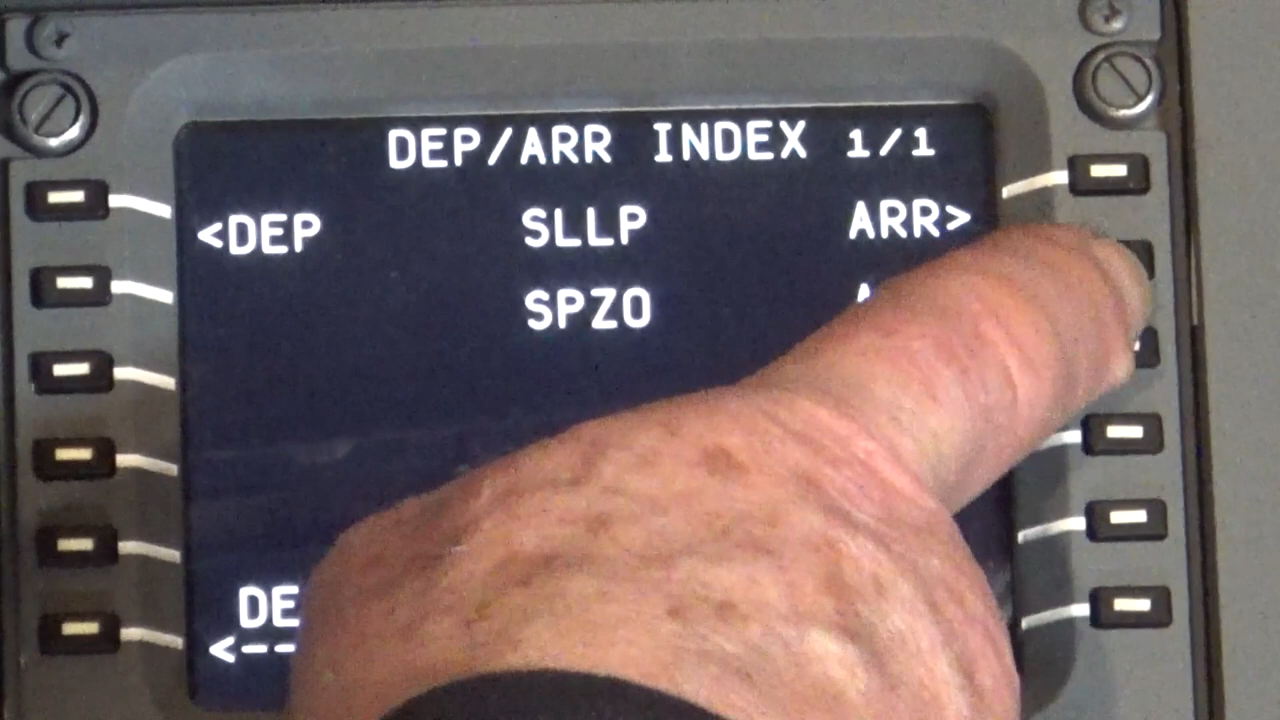 DEP/ARR INDEX 1/1
<DEP SLLP ARR>
SPZO
<--